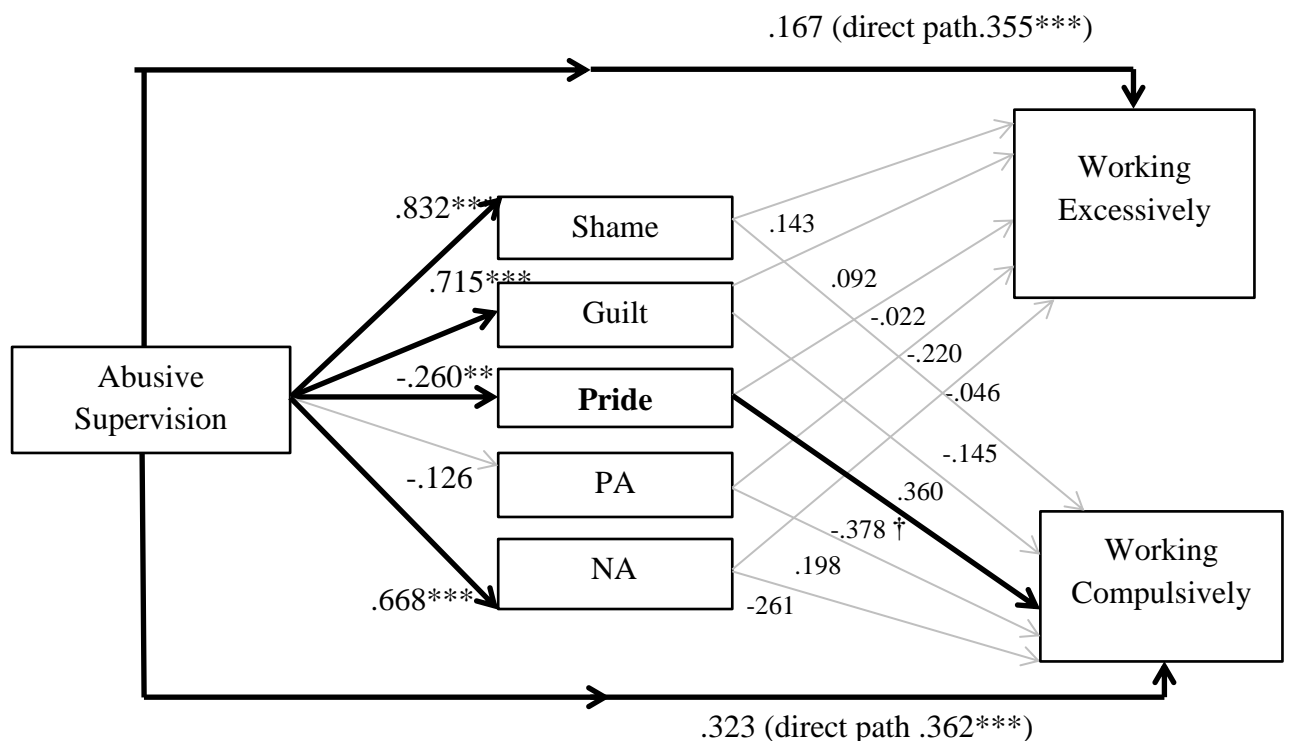 .167 (direct path.355***)
Working
Excessively
.832***
Shame
.143
.715***
Guilt
.092
-.022
Abusive
Supervision
-.260**
Pride
-.220
-.046
-.126
PA
-.145
.360
-.378 †
NA
.198
Working
Compulsively
.668***
-261
.323 (direct path .362***)